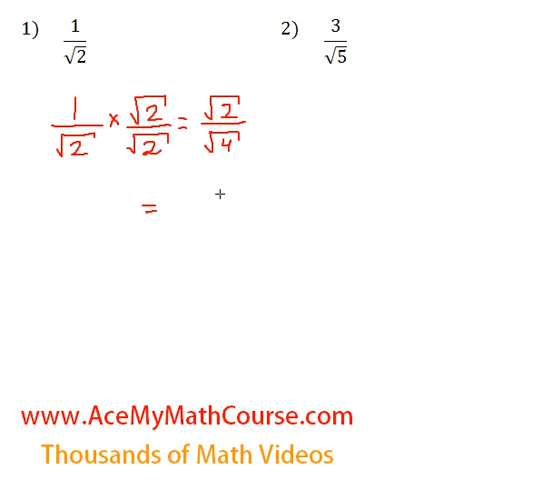 1) 1/√2
2) 3/√5
1/√2 × √2/√2 = √2/√4
=
www.AceMyMathCourse.com
Thousands of Math Videos